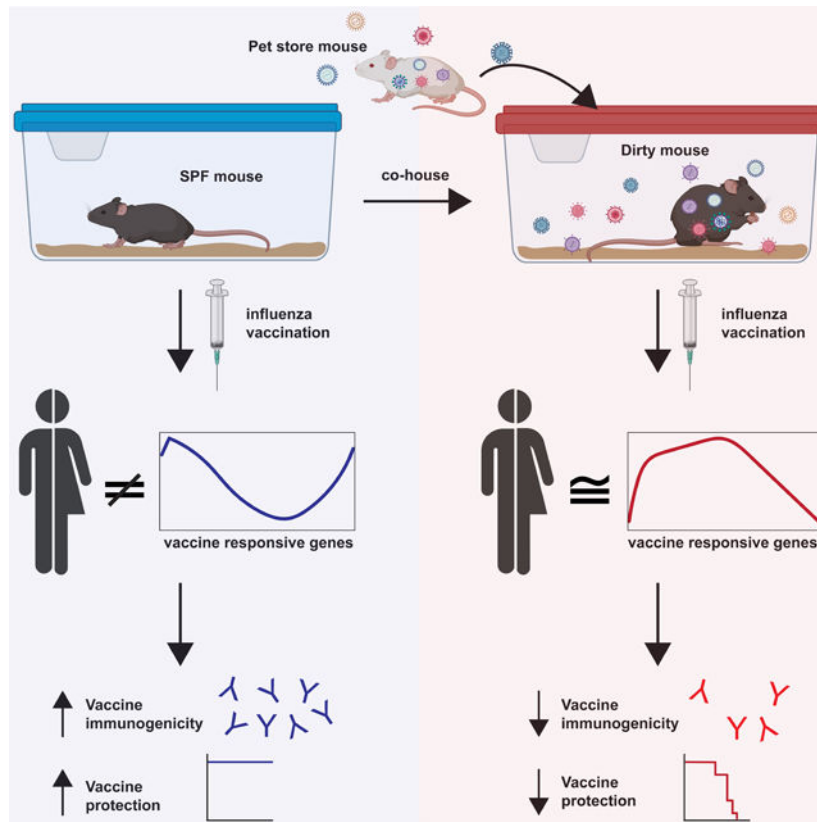 Pet store mouse
SPF mouse
co-house
Dirty mouse
influenza
vaccination
influenza
vaccination
≠
≅
vaccine responsive genes
vaccine responsive genes
Vaccine
immunogenicity
Vaccine
immunogenicity
Vaccine
protection
Vaccine
protection